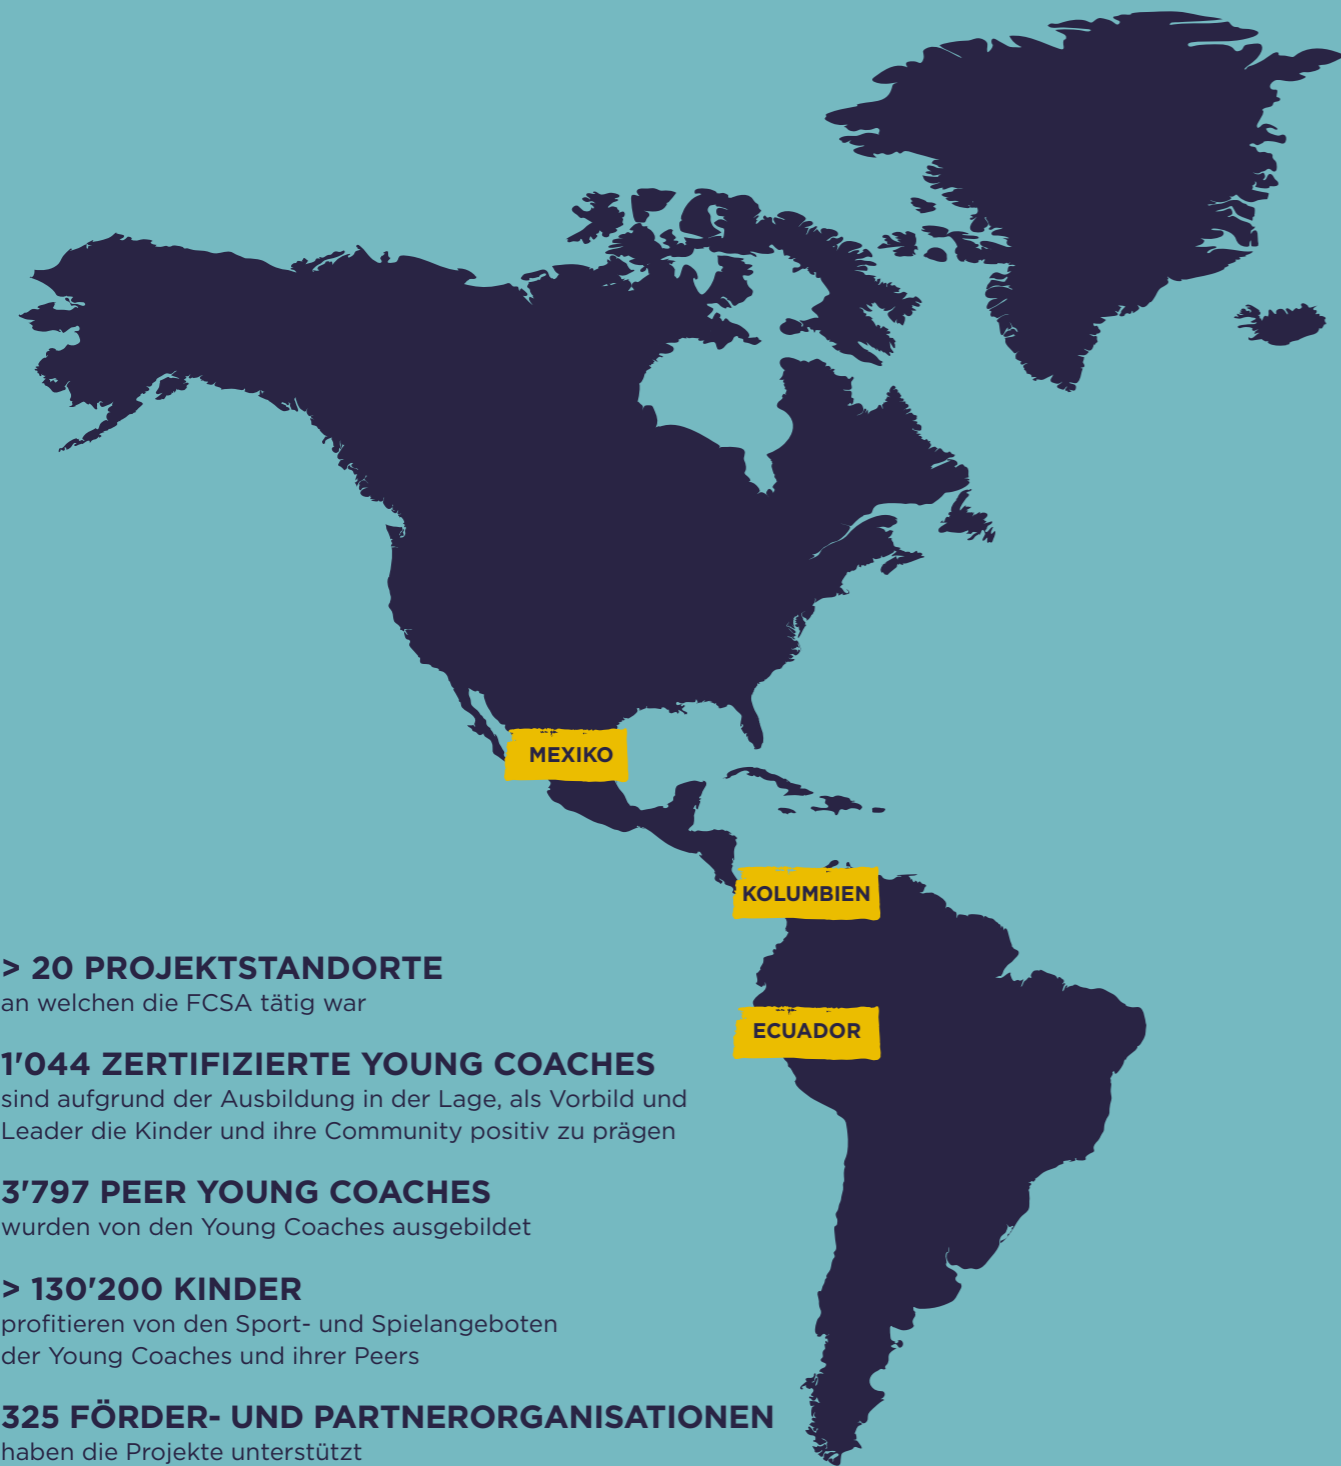 MEXIKO
KOLUMBIEN
ECUADOR
> 20 PROJEKTSTANDORTE
an welchen die FCSA tätig war
1'044 ZERTIFIZIERTE YOUNG COACHES
sind aufgrund der Ausbildung in der Lage, als Vorbild und
Leader die Kinder und ihre Community positiv zu prägen
3'797 PEER YOUNG COACHES
wurden von den Young Coaches ausgebildet
> 130'200 KINDER
profitieren von den Sport- und Spielangeboten
der Young Coaches und ihrer Peers
325 FÖRDER- UND PARTNERORGANISATIONEN
haben die Projekte unterstützt